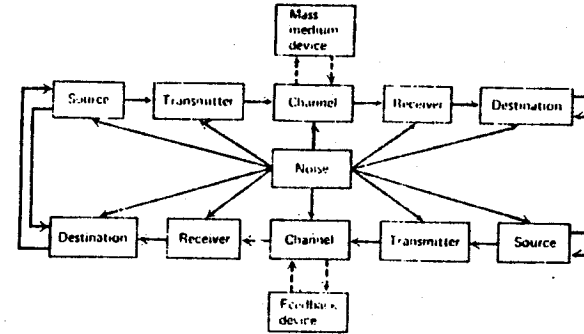 Mass
medium
device
Source
Transmitter
Channel
Receiver
Destination
Noise
Destination
Receiver
Channel
Transmitter
Source
Feedback
device